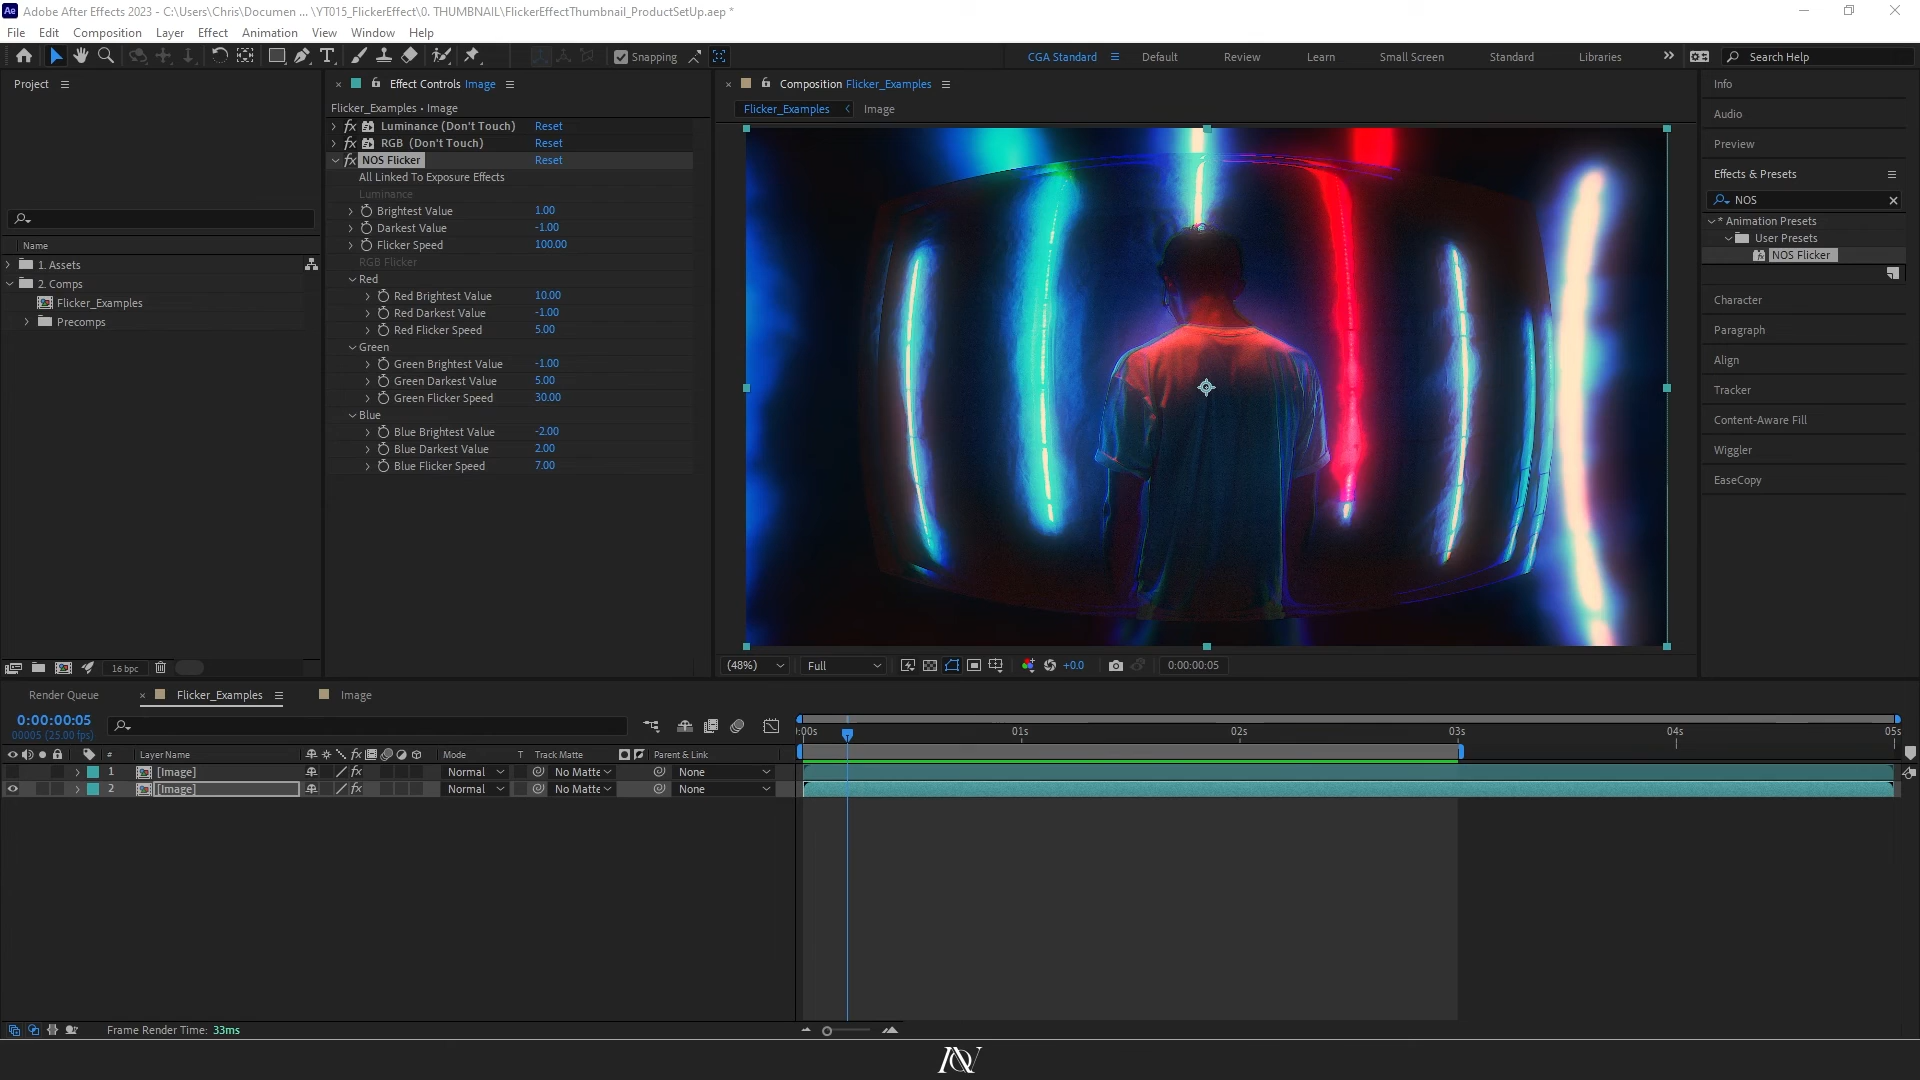 Ae Adobe After Effects 2023 - C:\Users\Chris\Documen ... \YT015_FlickerEffect\0. THUMBNAIL\FlickerEffectThumbnail_ProductSetUp.aep *
File Edit Composition Layer Effect Animation View Window Help
Snapping CGA Standard Default Review Learn Small Screen Standard Libraries Search Help
Project
Name
1. Assets
2. Comps
Flicker_Examples
Precomps
16 bpc
Effect Controls Image
Flicker_Examples • Image
fx Luminance (Don't Touch) Reset
fx RGB (Don't Touch) Reset
fx NOS Flicker Reset
All Linked To Exposure Effects
Luminance
Brightest Value 1.00
Darkest Value -1.00
Flicker Speed 100.00
RGB Flicker
Red
Red Brightest Value 10.00
Red Darkest Value -1.00
Red Flicker Speed 5.00
Green
Green Brightest Value -1.00
Green Darkest Value 5.00
Green Flicker Speed 30.00
Blue
Blue Brightest Value -2.00
Blue Darkest Value 2.00
Blue Flicker Speed 7.00
Composition Flicker_Examples
Flicker_Examples Image
(48%) Full +0.0 0:00:00:05
Info
Audio
Preview
Effects & Presets
NOS
* Animation Presets
User Presets
NOS Flicker
Character
Paragraph
Align
Tracker
Content-Aware Fill
Wiggler
EaseCopy
Render Queue Flicker_Examples Image
0:00:00:05
00005 (25.00 fps)
:00s 01s 02s 03s 04s 05s
# Layer Name fx Mode T Track Matte Parent & Link
1 [Image] fx Normal No Matte None
2 [Image] fx Normal No Matte None
Frame Render Time: 33ms